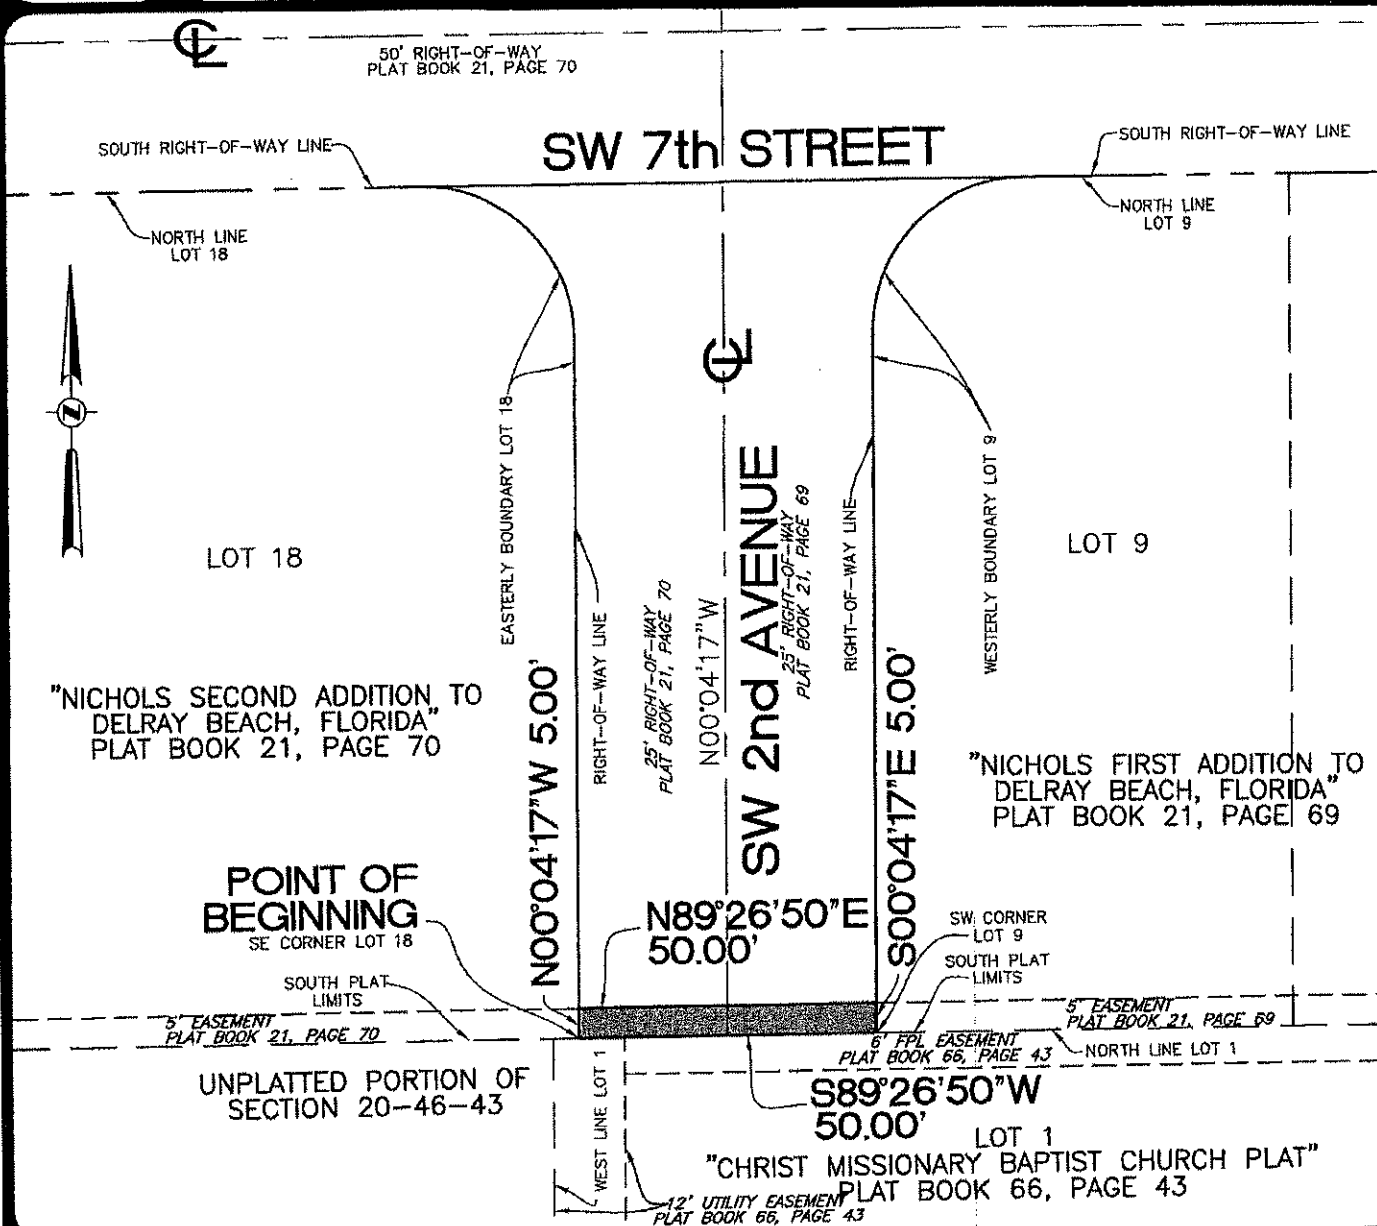 CL
50' RIGHT-OF-WAY
PLAT BOOK 21, PAGE 70
SW 7th STREET
SOUTH RIGHT-OF-WAY LINE
SOUTH RIGHT-OF-WAY LINE
NORTH LINE
LOT 18
NORTH LINE
LOT 9
N
CL
EASTERLY BOUNDARY LOT 18
WESTERLY BOUNDARY LOT 9
LOT 18
LOT 9
RIGHT-OF-WAY LINE
25' RIGHT-OF-WAY
PLAT BOOK 21, PAGE 70
N00°04'17"W
SW 2nd AVENUE
25' RIGHT-OF-WAY
PLAT BOOK 21, PAGE 69
RIGHT-OF-WAY LINE
"NICHOLS SECOND ADDITION TO
DELRAY BEACH, FLORIDA"
PLAT BOOK 21, PAGE 70
N00°04'17"W 5.00'
S00°04'17"E 5.00'
"NICHOLS FIRST ADDITION TO
DELRAY BEACH, FLORIDA"
PLAT BOOK 21, PAGE 69
POINT OF
BEGINNING
SE CORNER LOT 18
N89°26'50"E
50.00'
SW CORNER
LOT 9
SOUTH PLAT
LIMITS
SOUTH PLAT
LIMITS
5' EASEMENT
PLAT BOOK 21, PAGE 70
5' EASEMENT
PLAT BOOK 21, PAGE 69
6' FPL EASEMENT
PLAT BOOK 66, PAGE 43
NORTH LINE LOT 1
UNPLATTED PORTION OF
SECTION 20-46-43
WEST LINE LOT 1
S89°26'50"W
50.00'
LOT 1
"CHRIST MISSIONARY BAPTIST CHURCH PLAT"
PLAT BOOK 66, PAGE 43
12' UTILITY EASEMENT
PLAT BOOK 66, PAGE 43